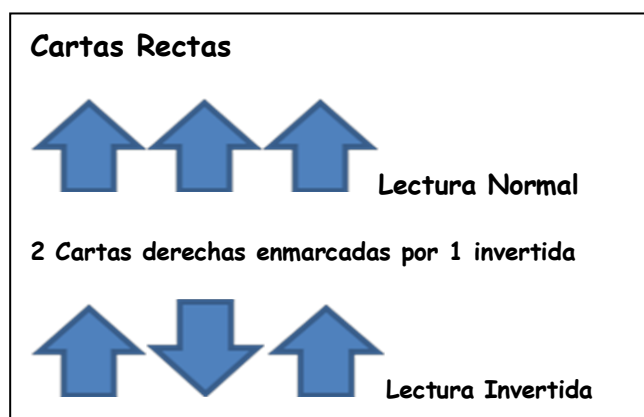 Cartas Rectas
Lectura Normal
2 Cartas derechas enmarcadas por 1 invertida
Lectura Invertida